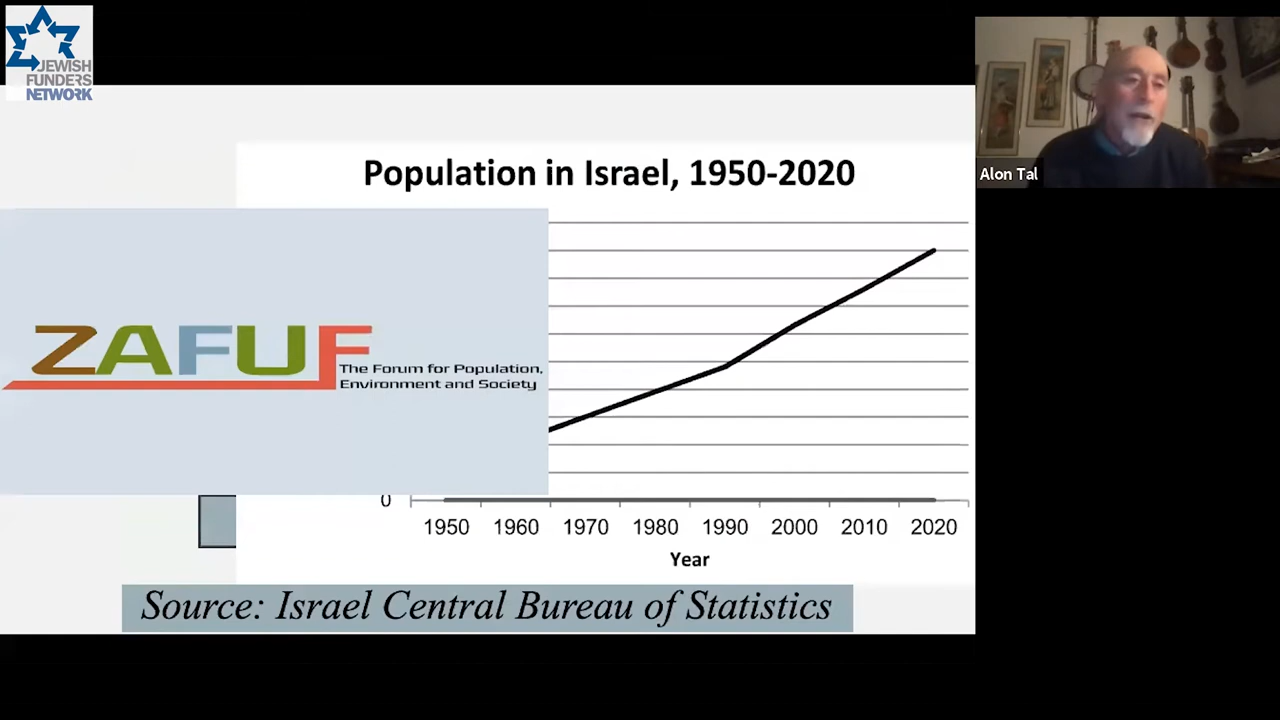 JEWISH
FUNDERS
NETWORK
Alon Tal
Population in Israel, 1950-2020
ZAFUF
The Forum for Population,
Environment and Society
0
1950 1960 1970 1980 1990 2000 2010 2020
Year
Source: Israel Central Bureau of Statistics